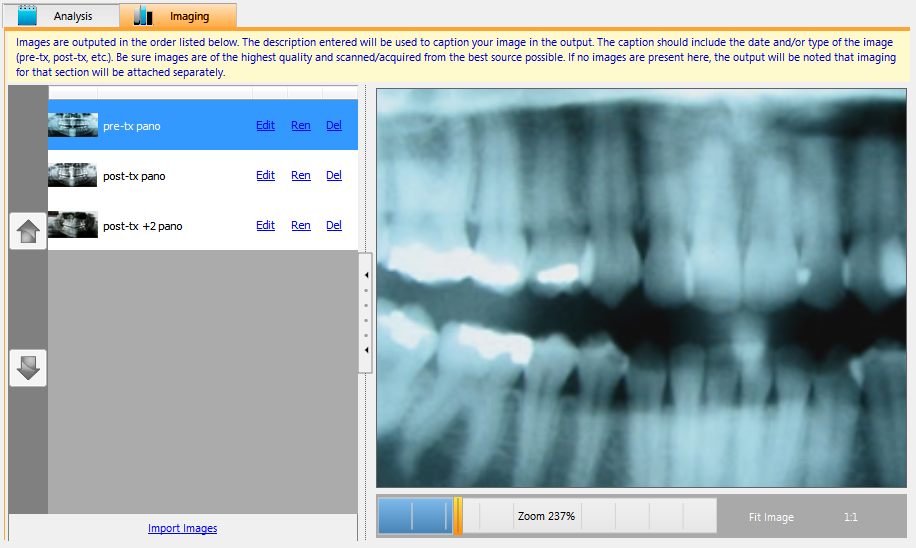 Analysis
Imaging
Images are outputed in the order listed below. The description entered will be used to caption your image in the output. The caption should include the date and/or type of the image
(pre-tx, post-tx, etc.). Be sure images are of the highest quality and scanned/acquired from the best source possible. If no images are present here, the output will be noted that imaging
for that section will be attached separately.
pre-tx pano Edit Ren Del
post-tx pano Edit Ren Del
post-tx +2 pano Edit Ren Del
Import Images
Zoom 237%
Fit Image
1:1